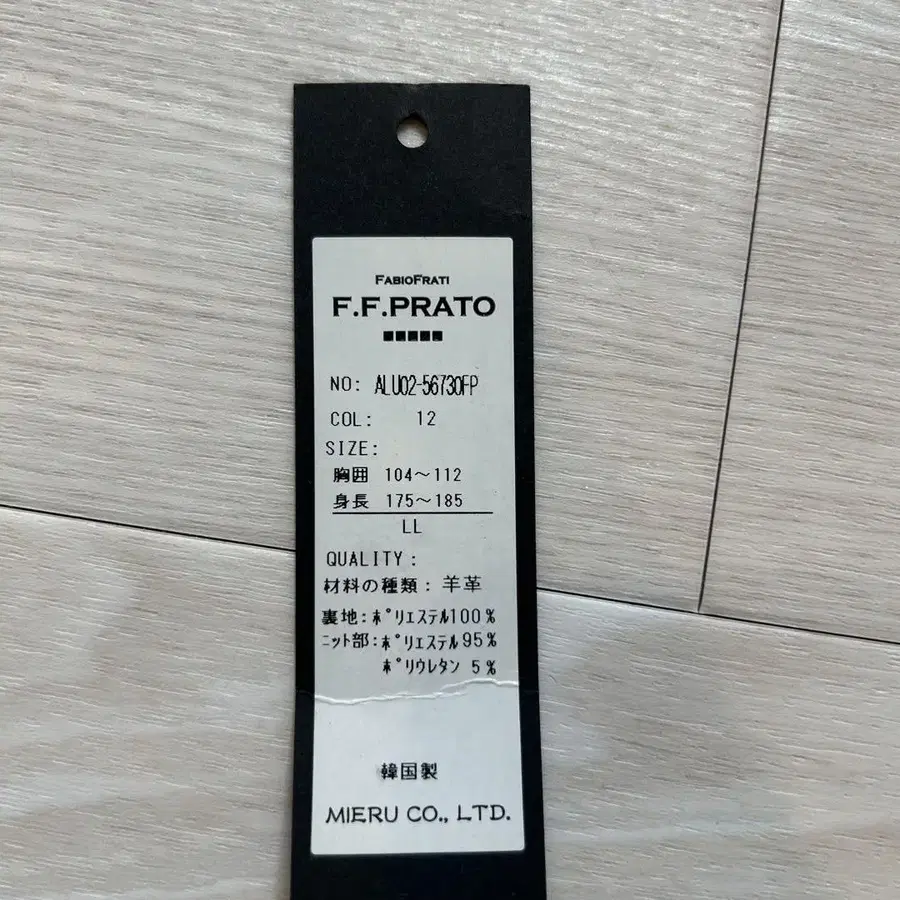 FABIOFRATI
F.F.PRATO
■■■■■
NO: ALU02-56730FP
COL: 12
SIZE:
胸囲 104～112
身長 175～185
LL
QUALITY:
材料の種類: 羊革
裏地:ポリエステル100%
ニット部:ポリエステル95%
ポリウレタン 5%
韓国製
MIERU CO., LTD.